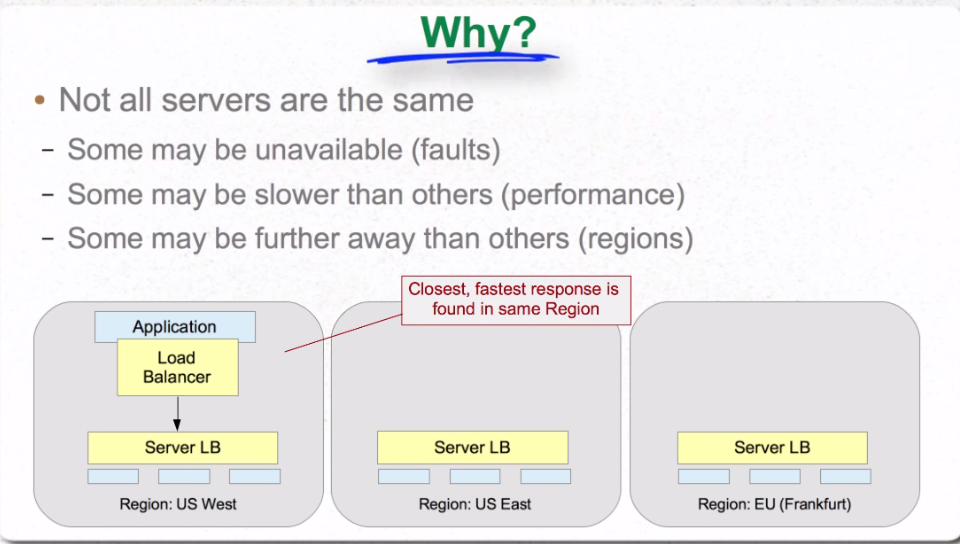 Why?
• Not all servers are the same
– Some may be unavailable (faults)
– Some may be slower than others (performance)
– Some may be further away than others (regions)
Closest, fastest response is
found in same Region
Application
Load
Balancer
Server LB
Server LB
Server LB
Region: US West
Region: US East
Region: EU (Frankfurt)